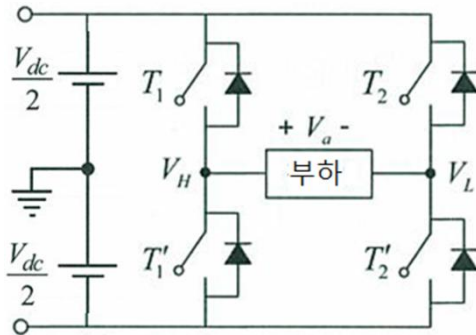 V_dc/2
T_1
T_2
+ V_a -
V_H
부하
V_L
V_dc/2
T_1'
T_2'